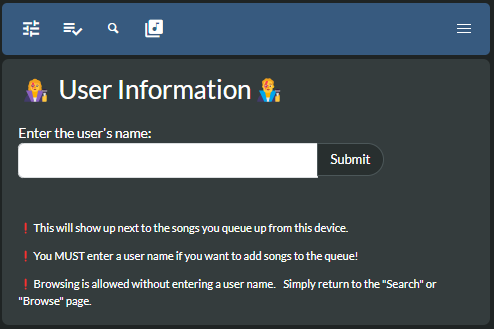 User Information
Enter the user's name:
Submit
❗ This will show up next to the songs you queue up from this device.
❗ You MUST enter a user name if you want to add songs to the queue!
❗ Browsing is allowed without entering a user name. Simply return to the "Search" or
"Browse" page.